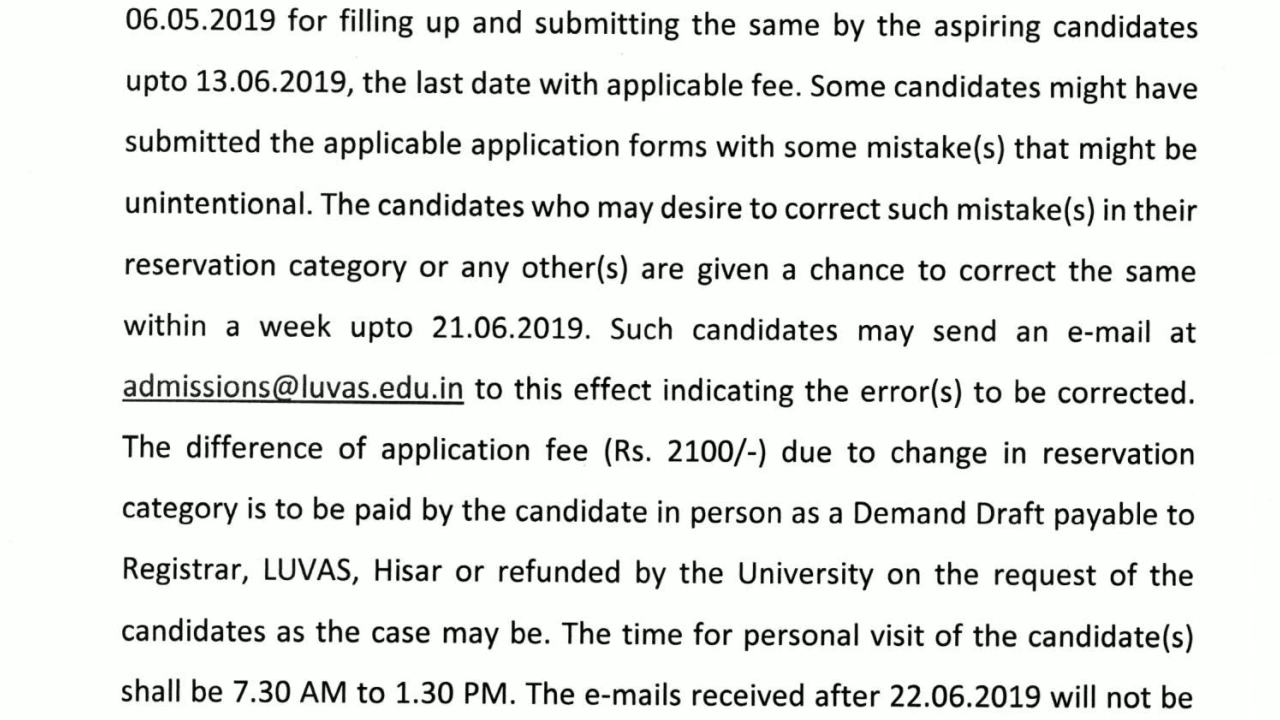 06.05.2019 for filling up and submitting the same by the aspiring candidates
upto 13.06.2019, the last date with applicable fee. Some candidates might have
submitted the applicable application forms with some mistake(s) that might be
unintentional. The candidates who may desire to correct such mistake(s) in their
reservation category or any other(s) are given a chance to correct the same
within a week upto 21.06.2019. Such candidates may send an e-mail at
admissions@luvas.edu.in to this effect indicating the error(s) to be corrected.
The difference of application fee (Rs. 2100/-) due to change in reservation
category is to be paid by the candidate in person as a Demand Draft payable to
Registrar, LUVAS, Hisar or refunded by the University on the request of the
candidates as the case may be. The time for personal visit of the candidate(s)
shall be 7.30 AM to 1.30 PM. The e-mails received after 22.06.2019 will not be